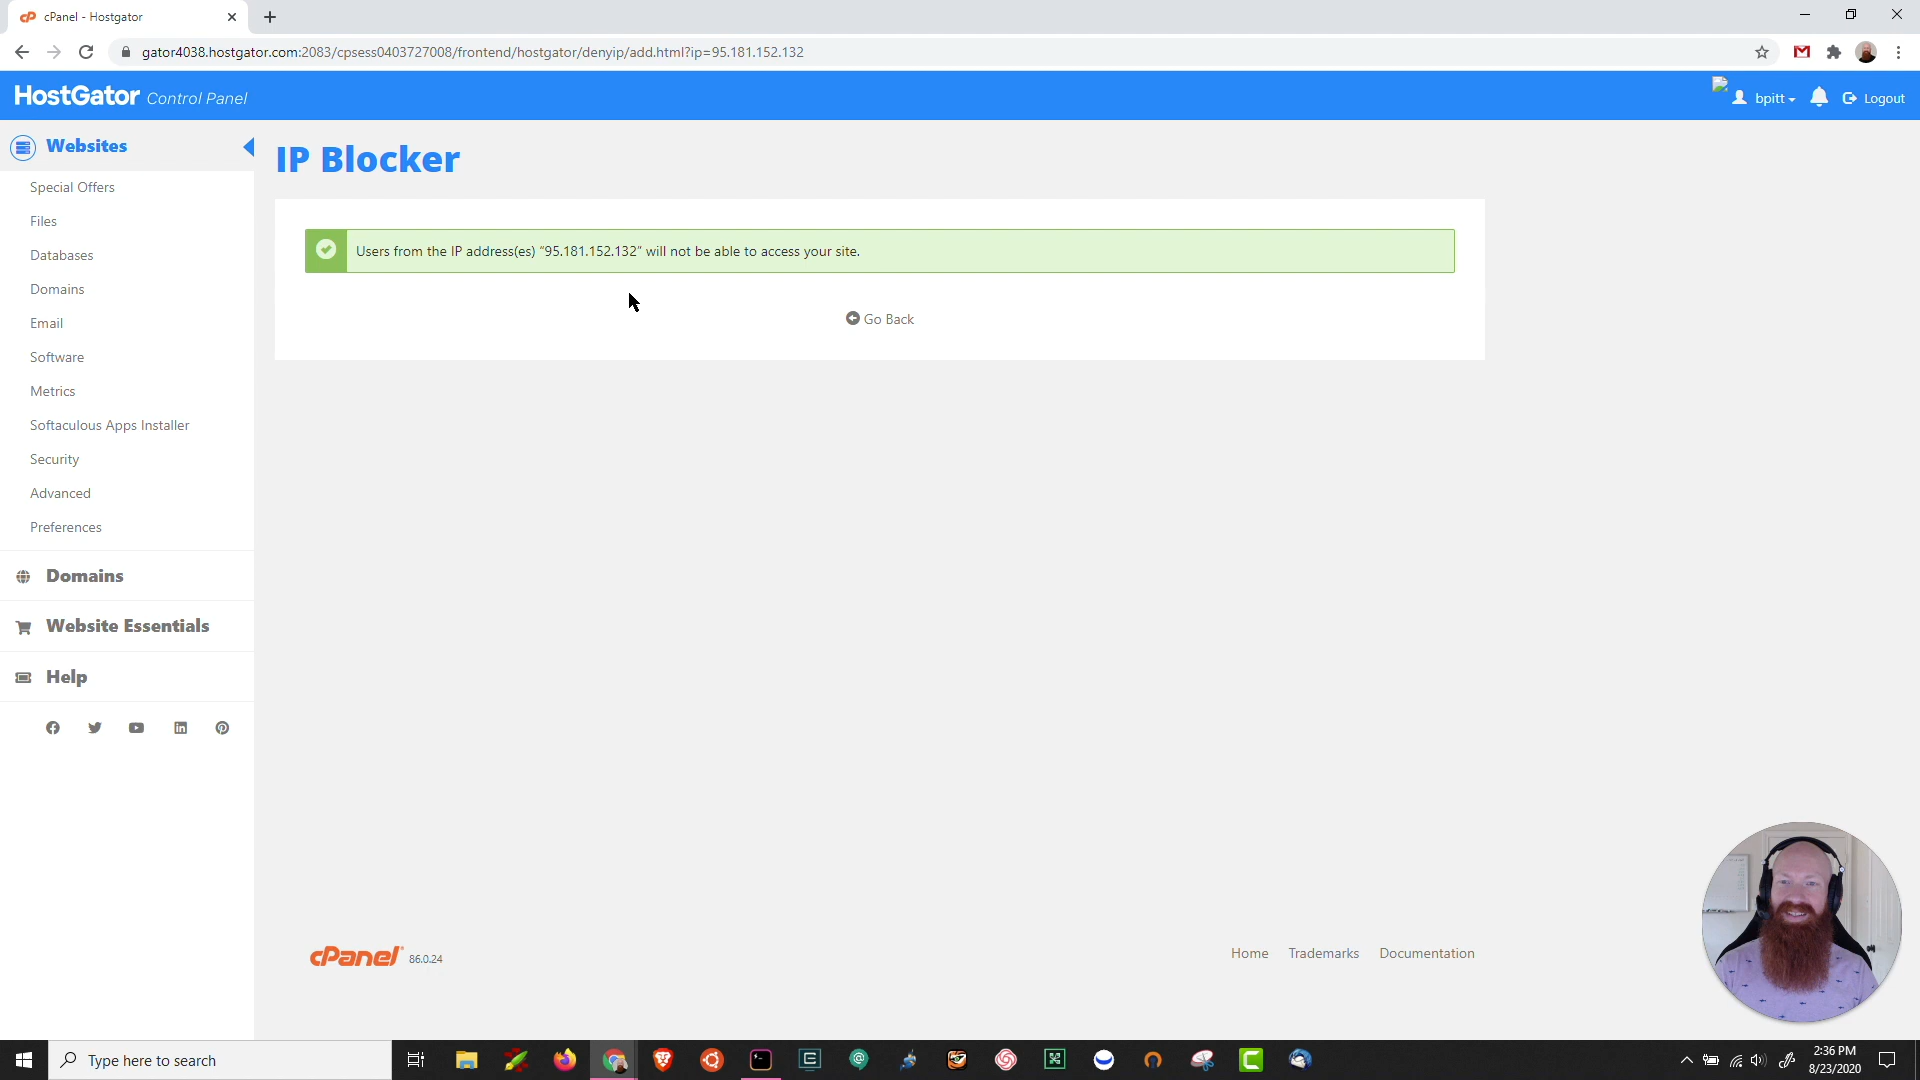 cPanel - Hostgator
gator4038.hostgator.com:2083/cpsess0403727008/frontend/hostgator/denyip/add.html?ip=95.181.152.132
HostGator Control Panel
bpitt
Logout
Websites
Special Offers
Files
Databases
Domains
Email
Software
Metrics
Softaculous Apps Installer
Security
Advanced
Preferences
Domains
Website Essentials
Help
IP Blocker
Users from the IP address(es) “95.181.152.132” will not be able to access your site.
Go Back
cPanel 86.0.24
Home Trademarks Documentation
Type here to search
2:36 PM
8/23/2020